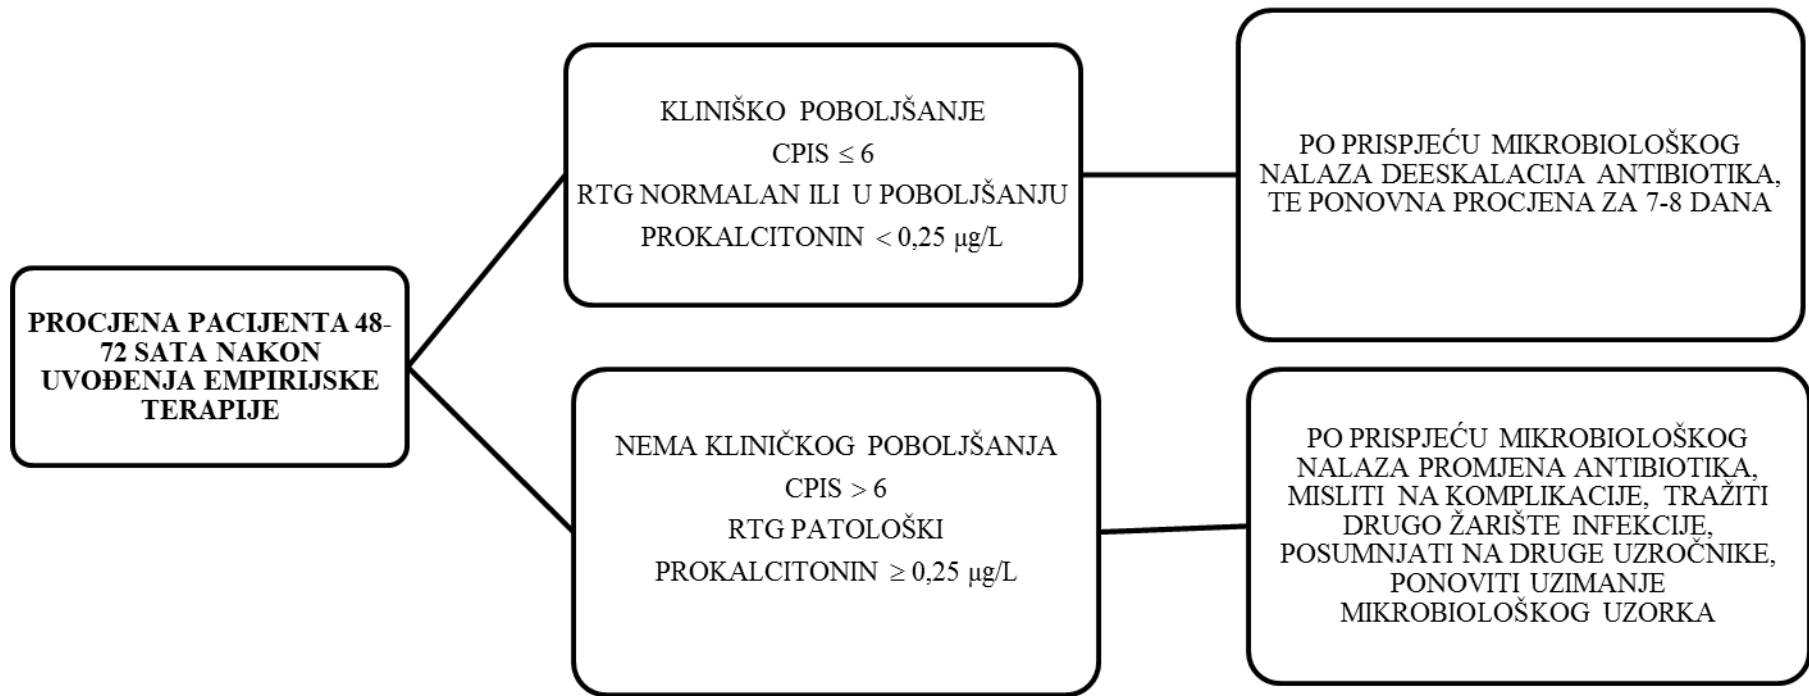 PROCJENA PACIJENTA 48-
72 SATA NAKON
UVOĐENJA EMPIRIJSKE
TERAPIJE
KLINIŠKO POBOLJŠANJE
CPIS ≤ 6
RTG NORMALAN ILI U POBOLJŠANJU
PROKALCITONIN < 0,25 µg/L
PO PRISPJEĆU MIKROBIOLOŠKOG
NALAZA DEESKALACIJA ANTIBIOTIKA,
TE PONOVNA PROCJENA ZA 7-8 DANA
NEMA KLINIČKOG POBOLJŠANJA
CPIS > 6
RTG PATOLOŠKI
PROKALCITONIN ≥ 0,25 µg/L
PO PRISPJEĆU MIKROBIOLOŠKOG
NALAZA PROMJENA ANTIBIOTIKA,
MISLITI NA KOMPLIKACIJE, TRAŽITI
DRUGO ŽARIŠTE INFEKCIJE,
POSUMNJATI NA DRUGE UZROČNIKE,
PONOVITI UZIMANJE
MIKROBIOLOŠKOG UZORKA